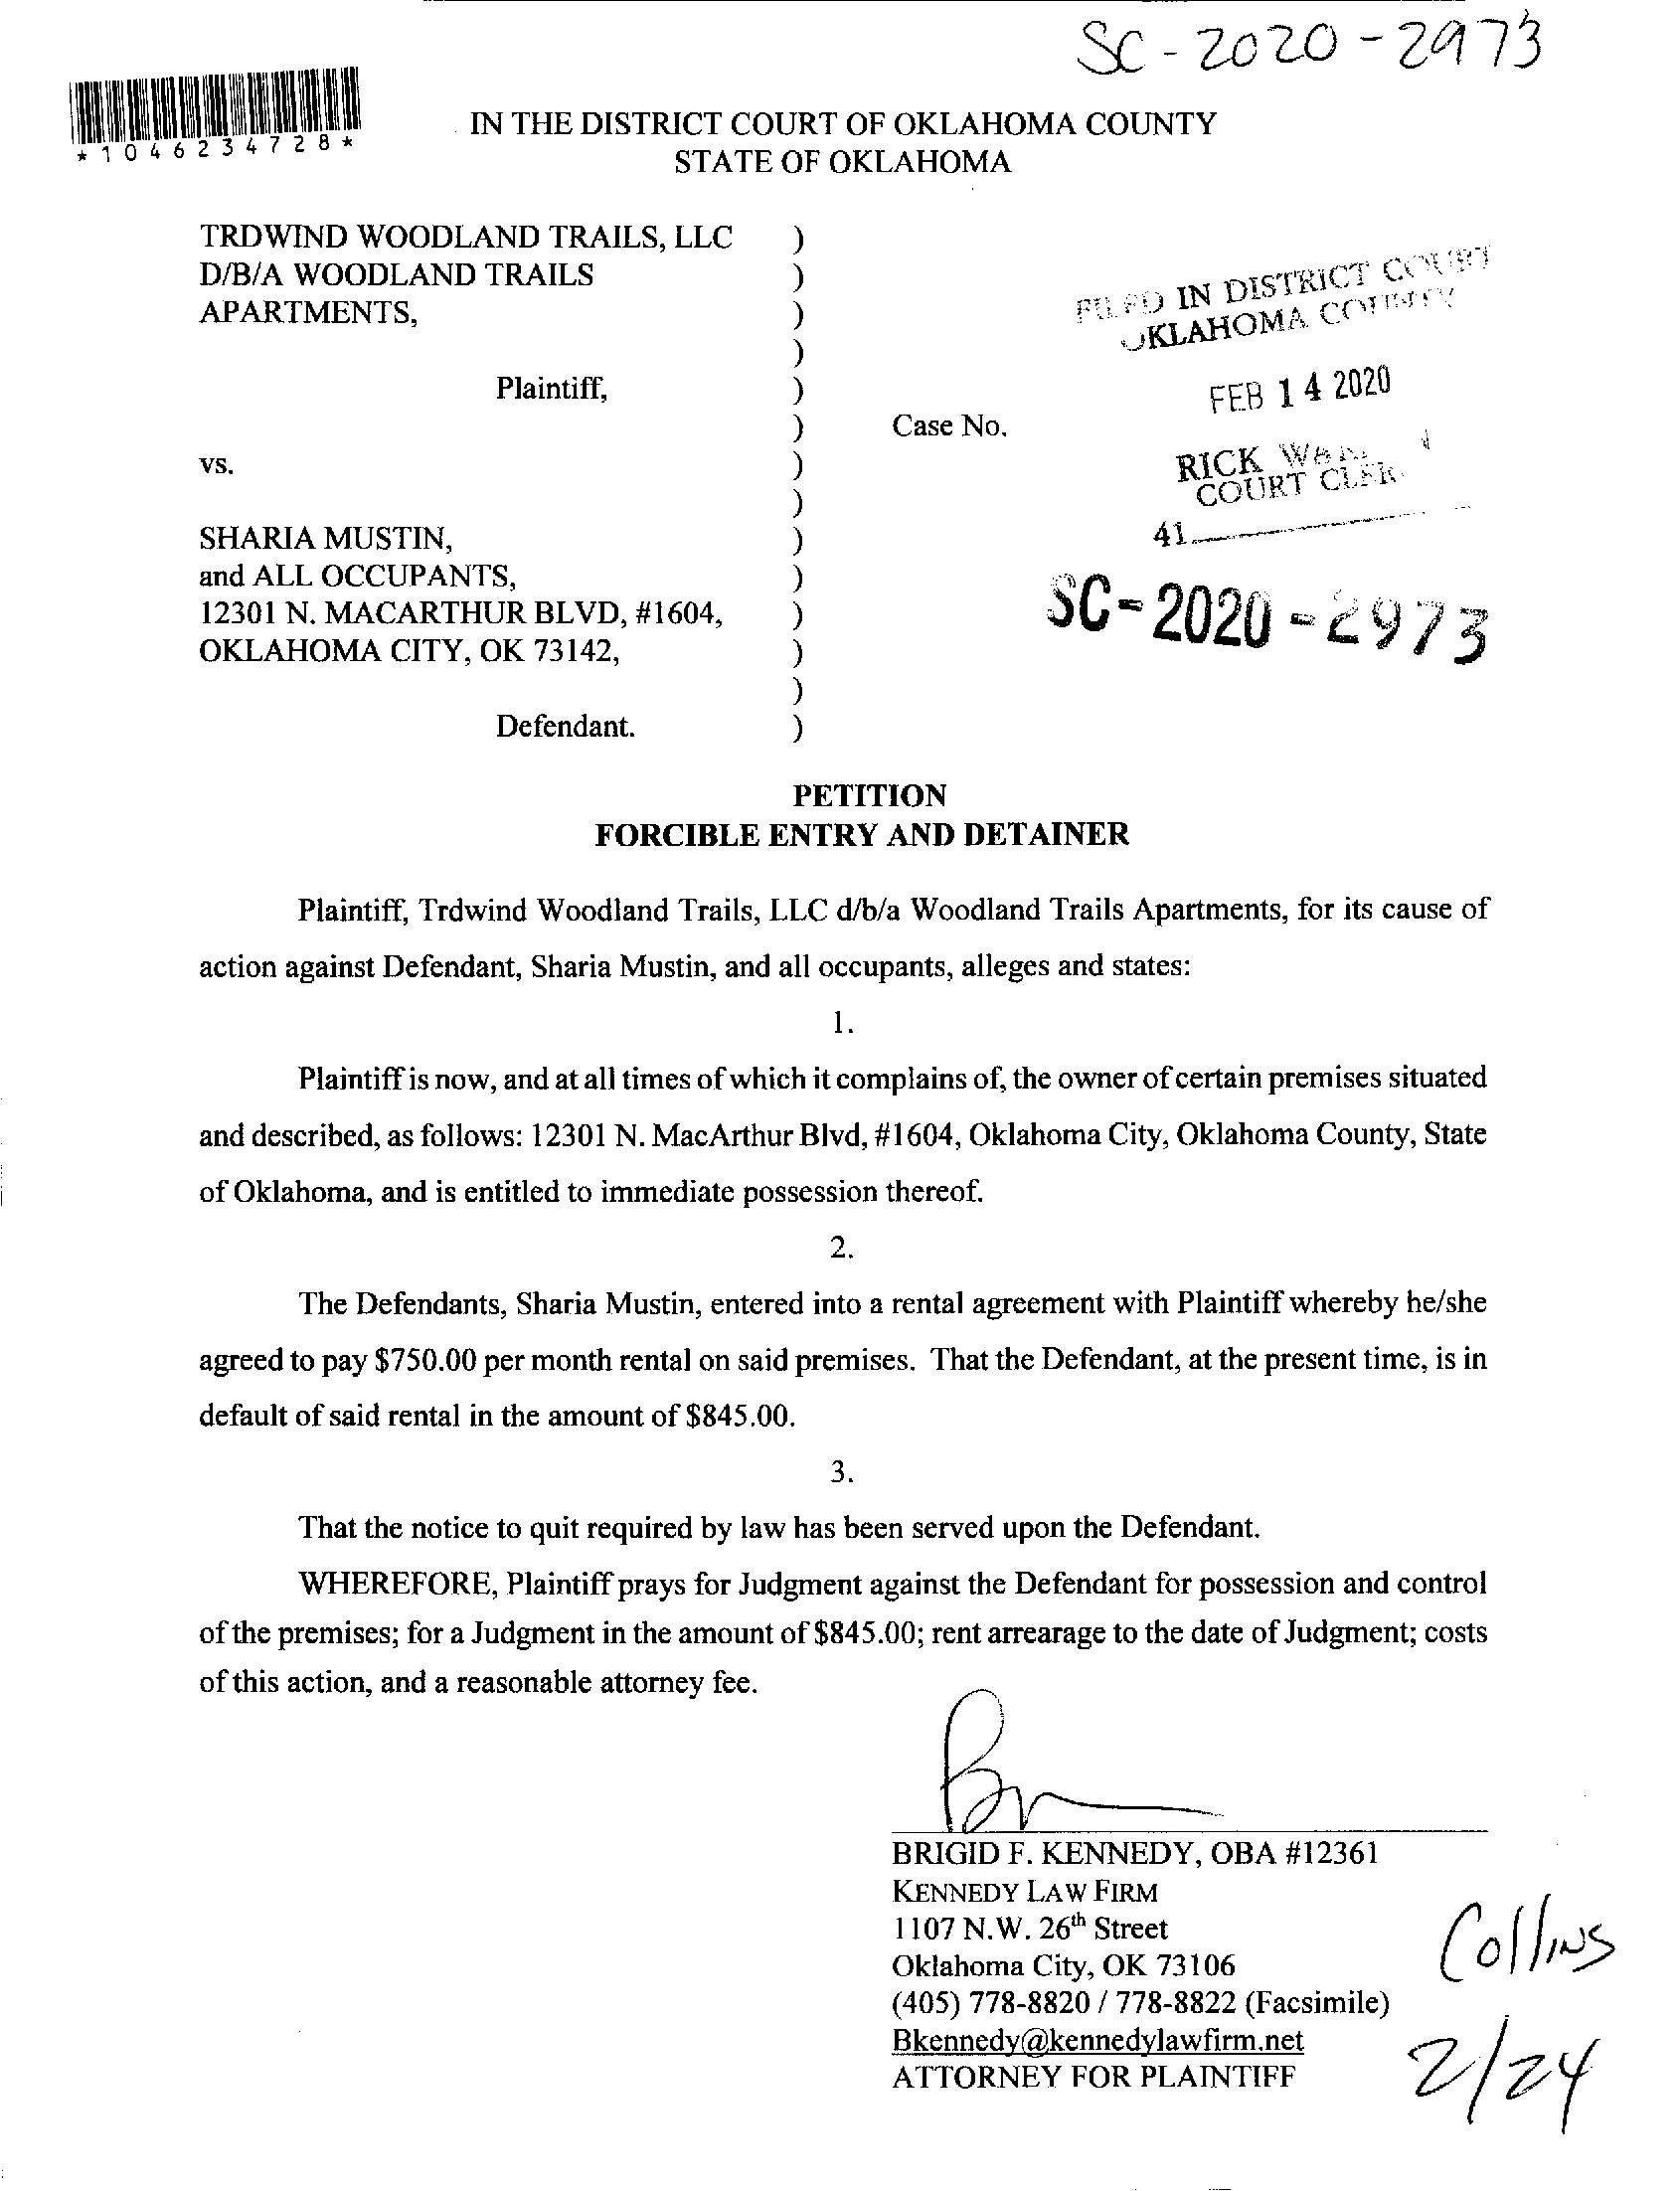 SC-2020-2973
*1046234728*
IN THE DISTRICT COURT OF OKLAHOMA COUNTY
STATE OF OKLAHOMA
TRDWIND WOODLAND TRAILS, LLC )
D/B/A WOODLAND TRAILS )
APARTMENTS, )
)
Plaintiff, )
) Case No.
vs. )
)
SHARIA MUSTIN, )
and ALL OCCUPANTS, )
12301 N. MACARTHUR BLVD, #1604, )
OKLAHOMA CITY, OK 73142, )
)
Defendant. )
FILED IN DISTRICT COURT
OKLAHOMA COUNTY
FEB 14 2020
RICK
COURT CLERK
41
SC-2020-2973
PETITION
FORCIBLE ENTRY AND DETAINER
Plaintiff, Trdwind Woodland Trails, LLC d/b/a Woodland Trails Apartments, for its cause of
action against Defendant, Sharia Mustin, and all occupants, alleges and states:
1.
Plaintiff is now, and at all times of which it complains of, the owner of certain premises situated
and described, as follows: 12301 N. MacArthur Blvd, #1604, Oklahoma City, Oklahoma County, State
of Oklahoma, and is entitled to immediate possession thereof.
2.
The Defendants, Sharia Mustin, entered into a rental agreement with Plaintiff whereby he/she
agreed to pay $750.00 per month rental on said premises. That the Defendant, at the present time, is in
default of said rental in the amount of $845.00.
3.
That the notice to quit required by law has been served upon the Defendant.
WHEREFORE, Plaintiff prays for Judgment against the Defendant for possession and control
of the premises; for a Judgment in the amount of $845.00; rent arrearage to the date of Judgment; costs
of this action, and a reasonable attorney fee.
BRIGID F. KENNEDY, OBA #12361
KENNEDY LAW FIRM
1107 N.W. 26th Street
Oklahoma City, OK 73106
(405) 778-8820 / 778-8822 (Facsimile)
Bkennedy@kennedylawfirm.net
ATTORNEY FOR PLAINTIFF
Collins
2/24